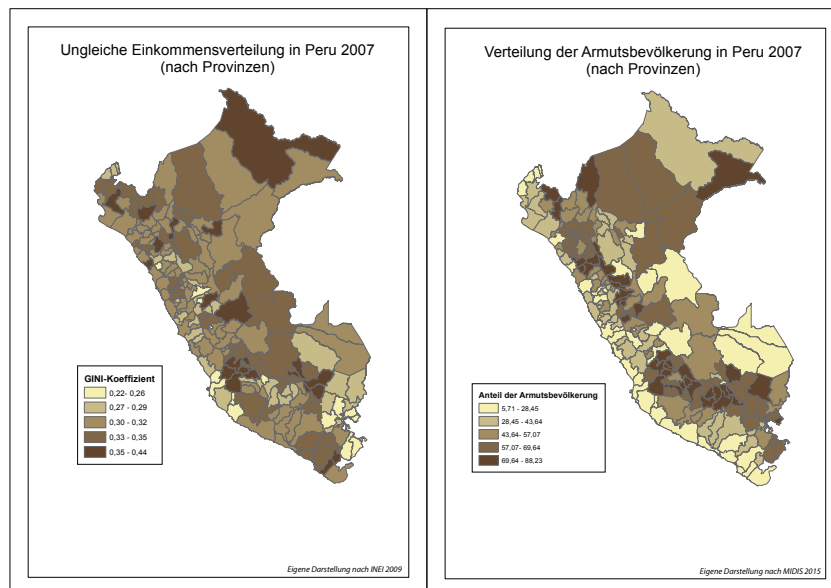 Ungleiche Einkommensverteilung in Peru 2007
(nach Provinzen)
GINI-Koeffizient
0,22- 0,26
0,27 - 0,29
0,30 - 0,32
0,33 - 0,35
0,35 - 0,44
Eigene Darstellung nach INEI 2009
Verteilung der Armutsbevölkerung in Peru 2007
(nach Provinzen)
Anteil der Armutsbevölkerung
5,71 - 28,45
28,45 - 43,64
43,64- 57,07
57,07- 69,64
69,64 - 88,23
Eigene Darstellung nach MIDIS 2015